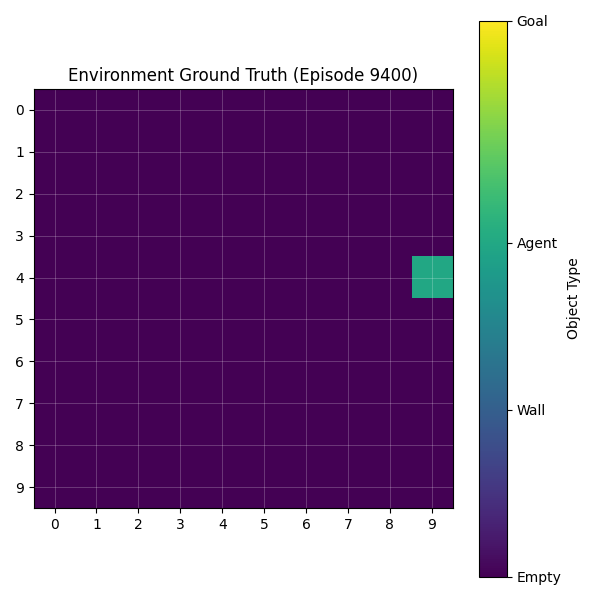 Environment Ground Truth (Episode 9400)
0
1
2
3
4
5
6
7
8
9
0 1 2 3 4 5 6 7 8 9
Goal
Agent
Wall
Empty
Object Type